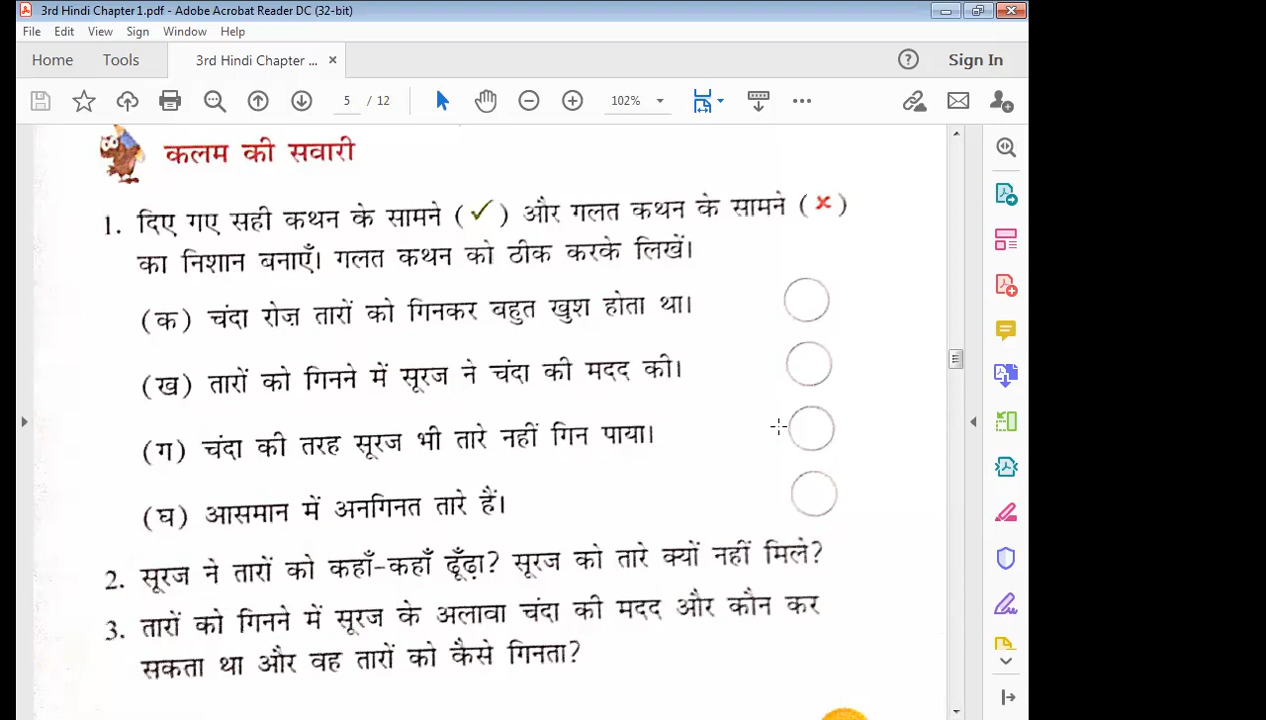 3rd Hindi Chapter 1.pdf - Adobe Acrobat Reader DC (32-bit)
File Edit View Sign Window Help
Home Tools 3rd Hindi Chapter ... × Sign In
5 / 12 102%
कलम की सवारी
1. दिए गए सही कथन के सामने (✓) और गलत कथन के सामने (×)
का निशान बनाएँ। गलत कथन को ठीक करके लिखें।
(क) चंदा रोज़ तारों को गिनकर बहुत खुश होता था।
(ख) तारों को गिनने में सूरज ने चंदा की मदद की।
(ग) चंदा की तरह सूरज भी तारे नहीं गिन पाया।
(घ) आसमान में अनगिनत तारे हैं।
2. सूरज ने तारों को कहाँ-कहाँ ढूँढ़ा? सूरज को तारे क्यों नहीं मिले?
3. तारों को गिनने में सूरज के अलावा चंदा की मदद और कौन कर
सकता था और वह तारों को कैसे गिनता?